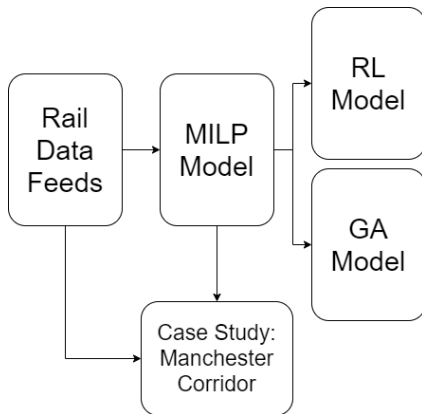 Rail
Data
Feeds
MILP
Model
RL
Model
GA
Model
Case Study:
Manchester
Corridor